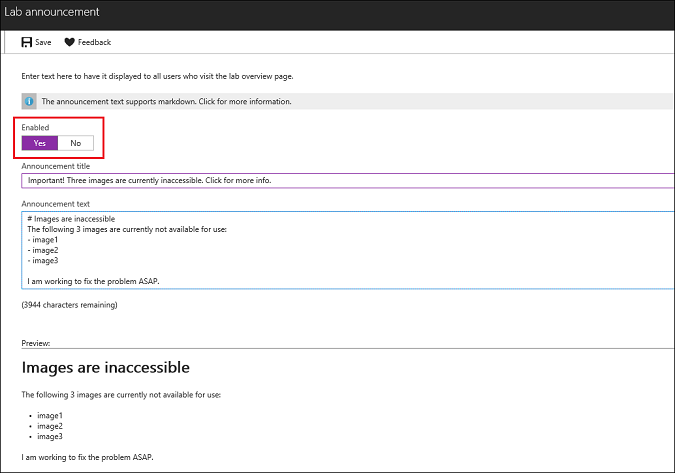 Lab announcement
Save Feedback
Enter text here to have it displayed to all users who visit the lab overview page.
The announcement text supports markdown. Click for more information.
Enabled
Yes No
Announcement title
Important! Three images are currently inaccessible. Click for more info.
Announcement text
# Images are inaccessible
The following 3 images are currently not available for use:
- image1
- image2
- image3
I am working to fix the problem ASAP.
(3944 characters remaining)
Preview:
Images are inaccessible
The following 3 images are currently not available for use:
• image1
• image2
• image3
I am working to fix the problem ASAP.